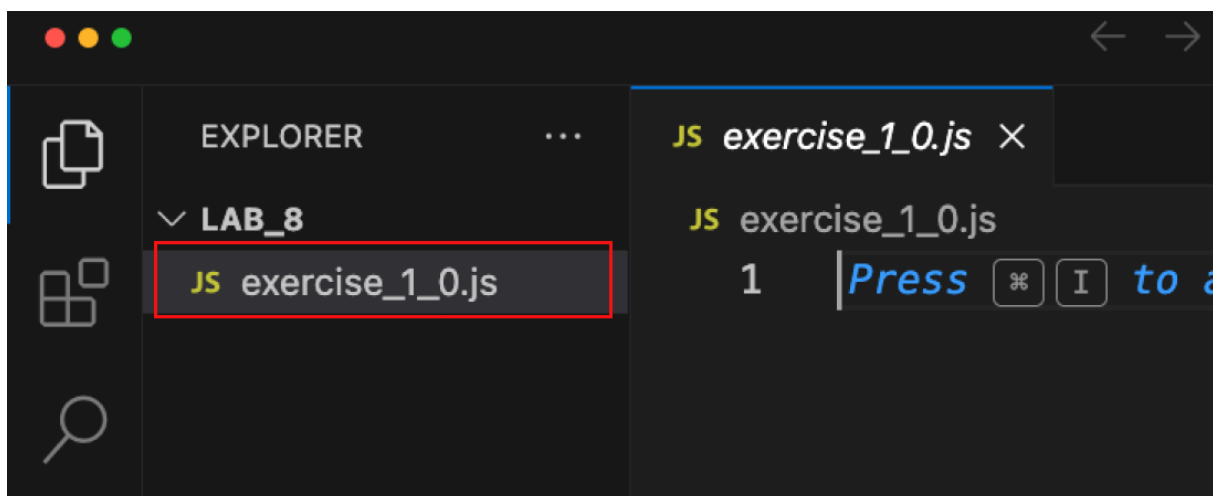 EXPLORER ...
LAB_8
JS exercise_1_0.js
JS exercise_1_0.js
JS exercise_1_0.js
1 Press ⌘ I to